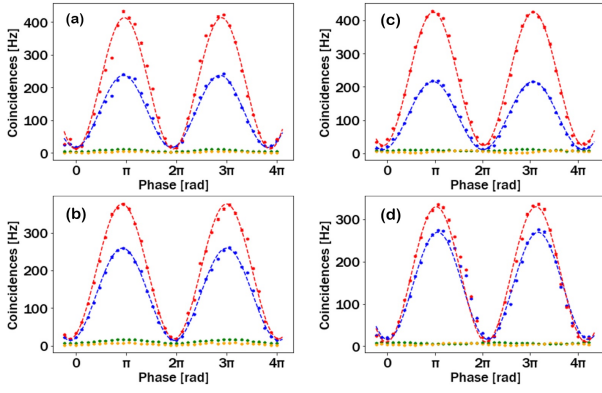 (a)
Coincidences [Hz]
400
300
200
100
0
0 π 2π 3π 4π
Phase [rad]
(c)
Coincidences [Hz]
400
300
200
100
0
0 π 2π 3π 4π
Phase [rad]
(b)
Coincidences [Hz]
300
200
100
0
0 π 2π 3π 4π
Phase [rad]
(d)
Coincidences [Hz]
300
200
100
0
0 π 2π 3π 4π
Phase [rad]